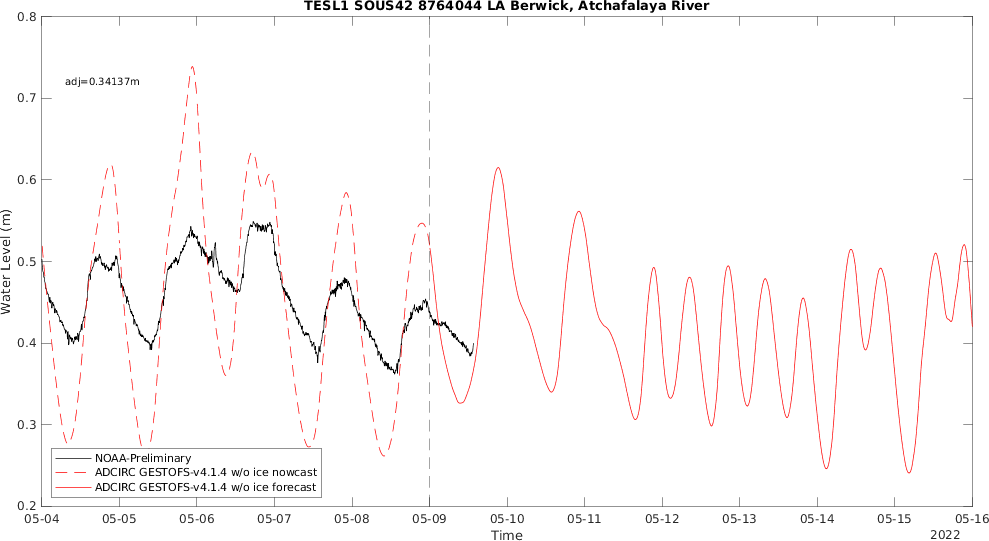 TESL1 SOUS42 8764044 LA Berwick, Atchafalaya River
0.8
0.7
0.6
0.5
0.4
0.3
0.2
Water Level (m)
adj=0.34137m
NOAA-Preliminary
ADCIRC GESTOFS-v4.1.4 w/o ice nowcast
ADCIRC GESTOFS-v4.1.4 w/o ice forecast
05-04 05-05 05-06 05-07 05-08 05-09 05-10 05-11 05-12 05-13 05-14 05-15 05-16
Time
2022